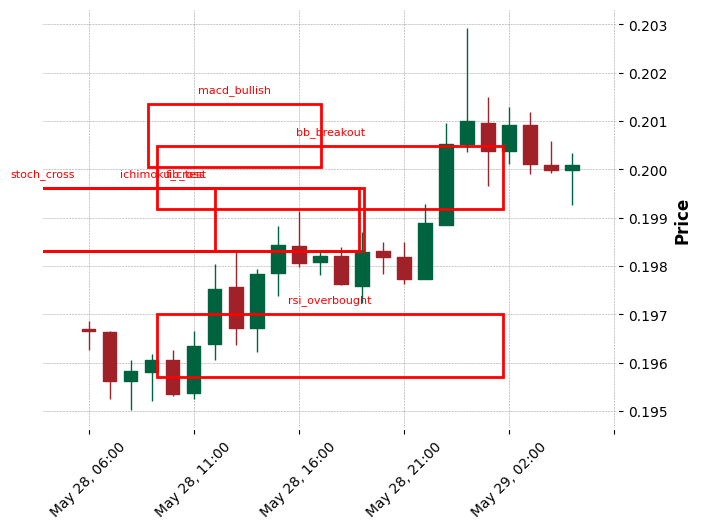 macd_bullish
bb_breakout
stoch_cross
rsi_overbought
0.203
0.202
0.201
0.200
0.199
0.198
0.197
0.196
0.195
Price
May 28, 06:00
May 28, 11:00
May 28, 16:00
May 28, 21:00
May 29, 02:00